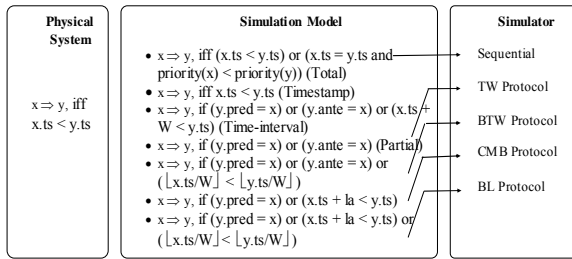 Physical
System
x ⇒ y, iff
x.ts < y.ts
Simulation Model
• x ⇒ y, iff (x.ts < y.ts) or (x.ts = y.ts and
priority(x) < priority(y)) (Total)
• x ⇒ y, iff x.ts < y.ts (Timestamp)
• x ⇒ y, if (y.pred = x) or (y.ante = x) or (x.ts +
W < y.ts) (Time-interval)
• x ⇒ y, if (y.pred = x) or (y.ante = x) (Partial)
• x ⇒ y, if (y.pred = x) or (y.ante = x) or
(⌊x.ts/W⌋ < ⌊y.ts/W⌋)
• x ⇒ y, if (y.pred = x) or (x.ts + la < y.ts)
• x ⇒ y, if (y.pred = x) or (x.ts + la < y.ts) or
(⌊x.ts/W⌋ < ⌊y.ts/W⌋)
Simulator
Sequential
TW Protocol
BTW Protocol
CMB Protocol
BL Protocol